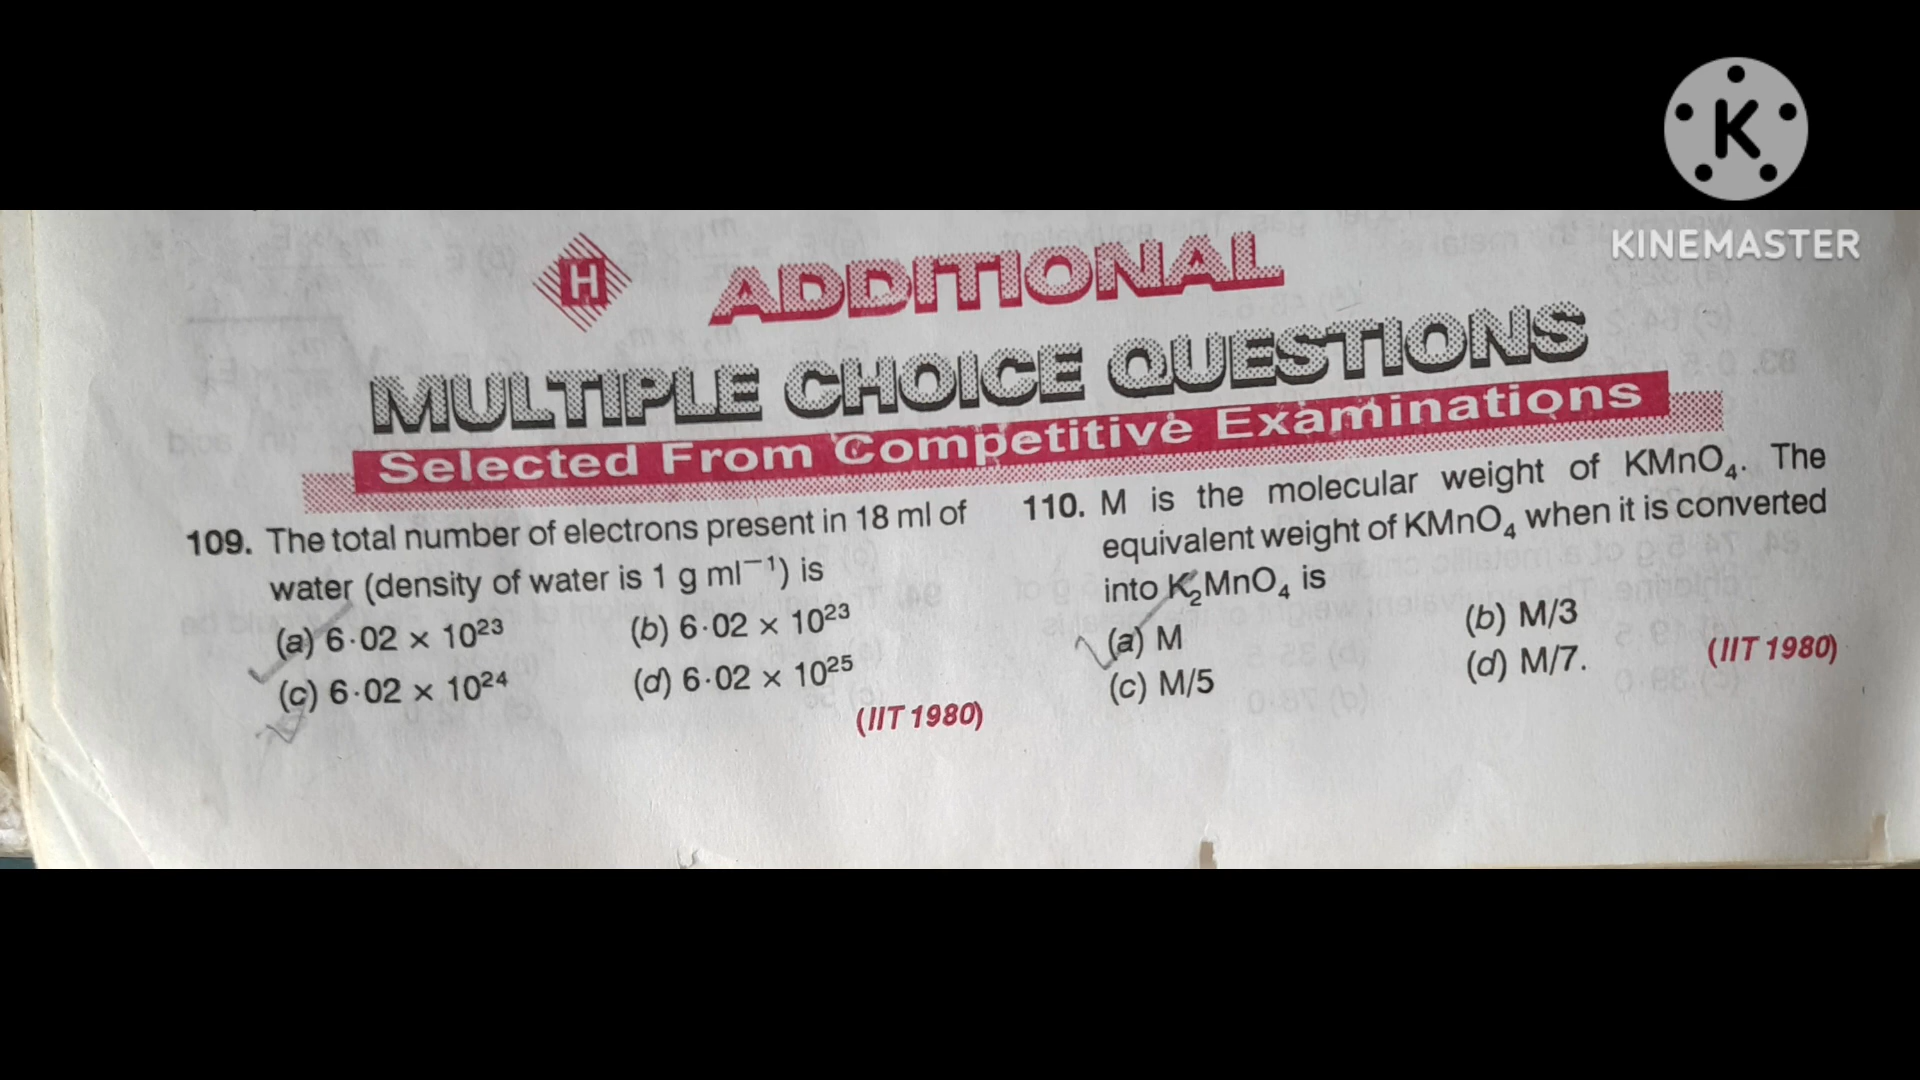 K
KINEMASTER
H ADDITIONAL
MULTIPLE CHOICE QUESTIONS
Selected From Competitive Examinations
109. The total number of electrons present in 18 ml of
water (density of water is 1 g ml⁻¹) is
(a) 6·02 × 10²³ (b) 6·02 × 10²³
(c) 6·02 × 10²⁴ (d) 6·02 × 10²⁵
(IIT 1980)
110. M is the molecular weight of KMnO₄. The
equivalent weight of KMnO₄ when it is converted
into K₂MnO₄ is
(a) M (b) M/3
(c) M/5 (d) M/7. (IIT 1980)